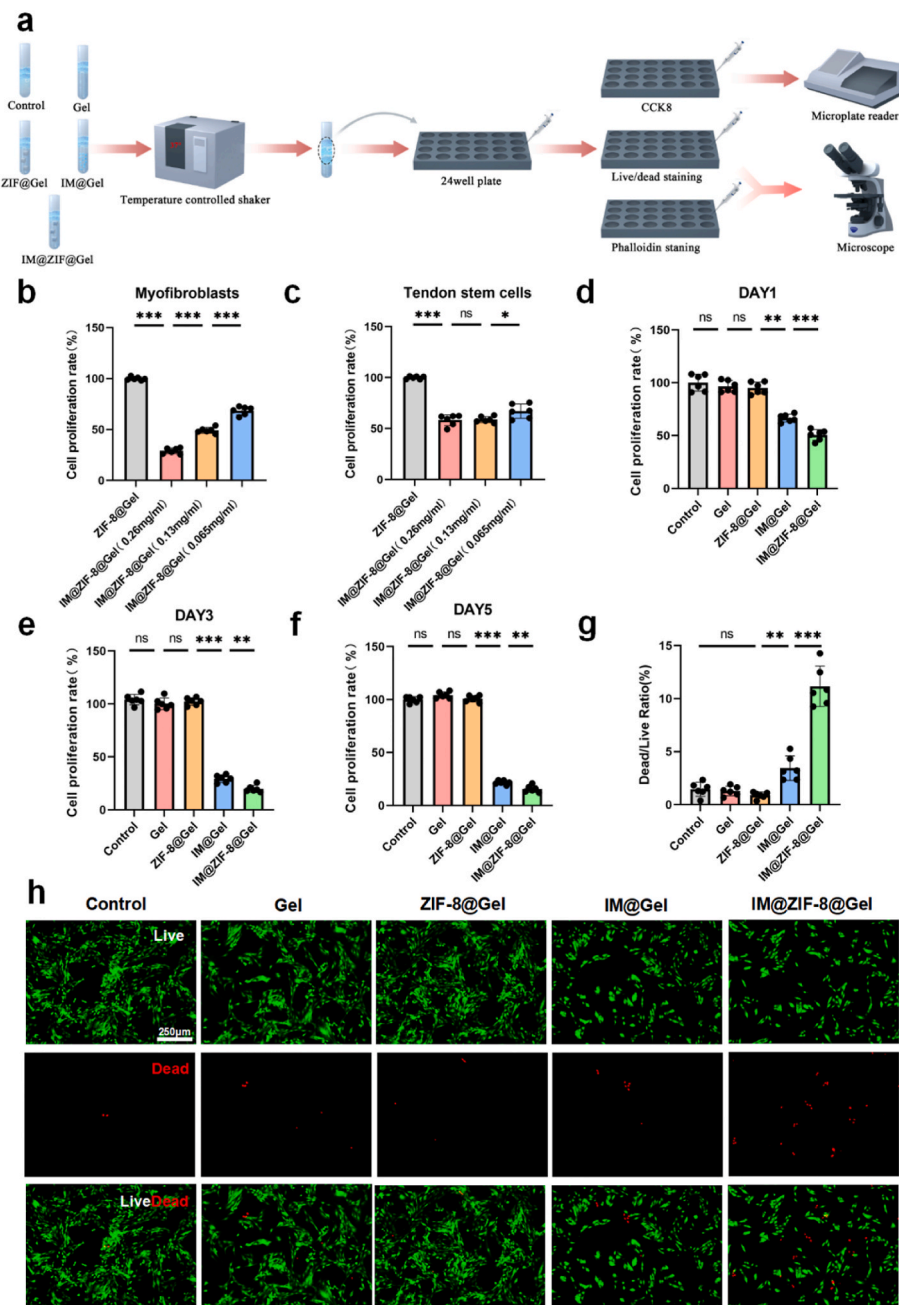 a
Control
Gel
ZIF@Gel
IM@Gel
IM@ZIF@Gel
Temperature controlled shaker
24well plate
CCK8
Live/dead staining
Phalloidin staning
Microplate reader
Microscope
b
Myofibroblasts
*** *** ***
Cell proliferation rate(%)
150
100
50
0
ZIF-8@Gel
IM@ZIF-8@Gel(0.26mg/ml)
IM@ZIF-8@Gel(0.13mg/ml)
IM@ZIF-8@Gel(0.065mg/ml)
c
Tendon stem cells
*** ns *
Cell proliferation rate(%)
150
100
50
0
ZIF-8@Gel
IM@ZIF-8@Gel(0.26mg/ml)
IM@ZIF-8@Gel(0.13mg/ml)
IM@ZIF-8@Gel(0.065mg/ml)
d
DAY1
ns ns ** ***
Cell proliferation rate(%)
150
100
50
0
Control
Gel
ZIF-8@Gel
IM@Gel
IM@ZIF-8@Gel
e
DAY3
ns ns *** **
Cell proliferation rate(%)
150
100
50
0
Control
Gel
ZIF-8@Gel
IM@Gel
IM@ZIF-8@Gel
f
DAY5
ns ns *** **
Cell proliferation rate(%)
150
100
50
0
Control
Gel
ZIF-8@Gel
IM@Gel
IM@ZIF-8@Gel
g
ns ** ***
Dead/Live Ratio(%)
15
10
5
0
Control
Gel
ZIF-8@Gel
IM@Gel
IM@ZIF-8@Gel
h
Control Gel ZIF-8@Gel IM@Gel IM@ZIF-8@Gel
Live
250μm
Dead
LiveDead